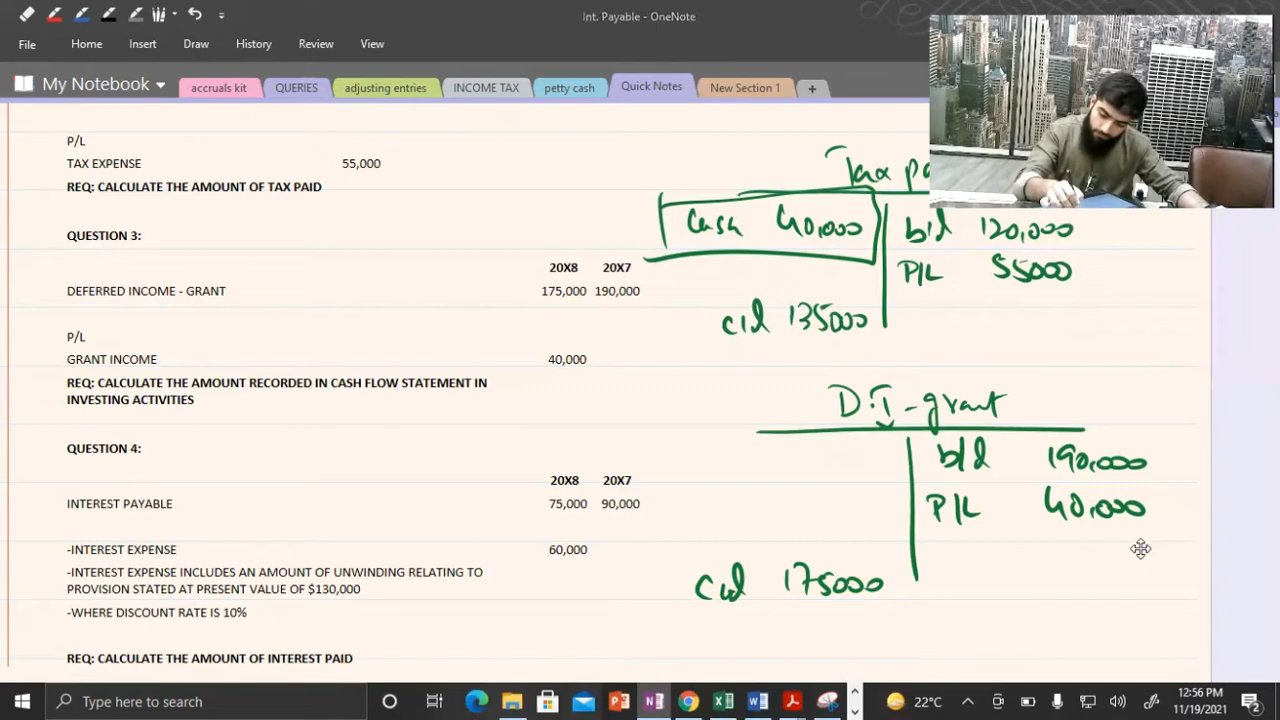 Int. Payable - OneNote
File Home Insert Draw History Review View
My Notebook accruals kit QUERIES adjusting entries INCOME TAX petty cash Quick Notes New Section 1 +
P/L
TAX EXPENSE 55,000
REQ: CALCULATE THE AMOUNT OF TAX PAID
QUESTION 3:
20X8 20X7
DEFERRED INCOME - GRANT 175,000 190,000
P/L
GRANT INCOME 40,000
REQ: CALCULATE THE AMOUNT RECORDED IN CASH FLOW STATEMENT IN
INVESTING ACTIVITIES
QUESTION 4:
20X8 20X7
INTEREST PAYABLE 75,000 90,000
-INTEREST EXPENSE 60,000
-INTEREST EXPENSE INCLUDES AN AMOUNT OF UNWINDING RELATING TO
PROVISION STATED AT PRESENT VALUE OF $130,000
-WHERE DISCOUNT RATE IS 10%
REQ: CALCULATE THE AMOUNT OF INTEREST PAID
Tax pa
Cash 40,000 b/d 120,000
P/L 55000
c/d 135000
D.I - grant
b/d 190,000
P/L 40,000
c/d 175000
Type here to search
22°C
12:56 PM
11/19/2021
2